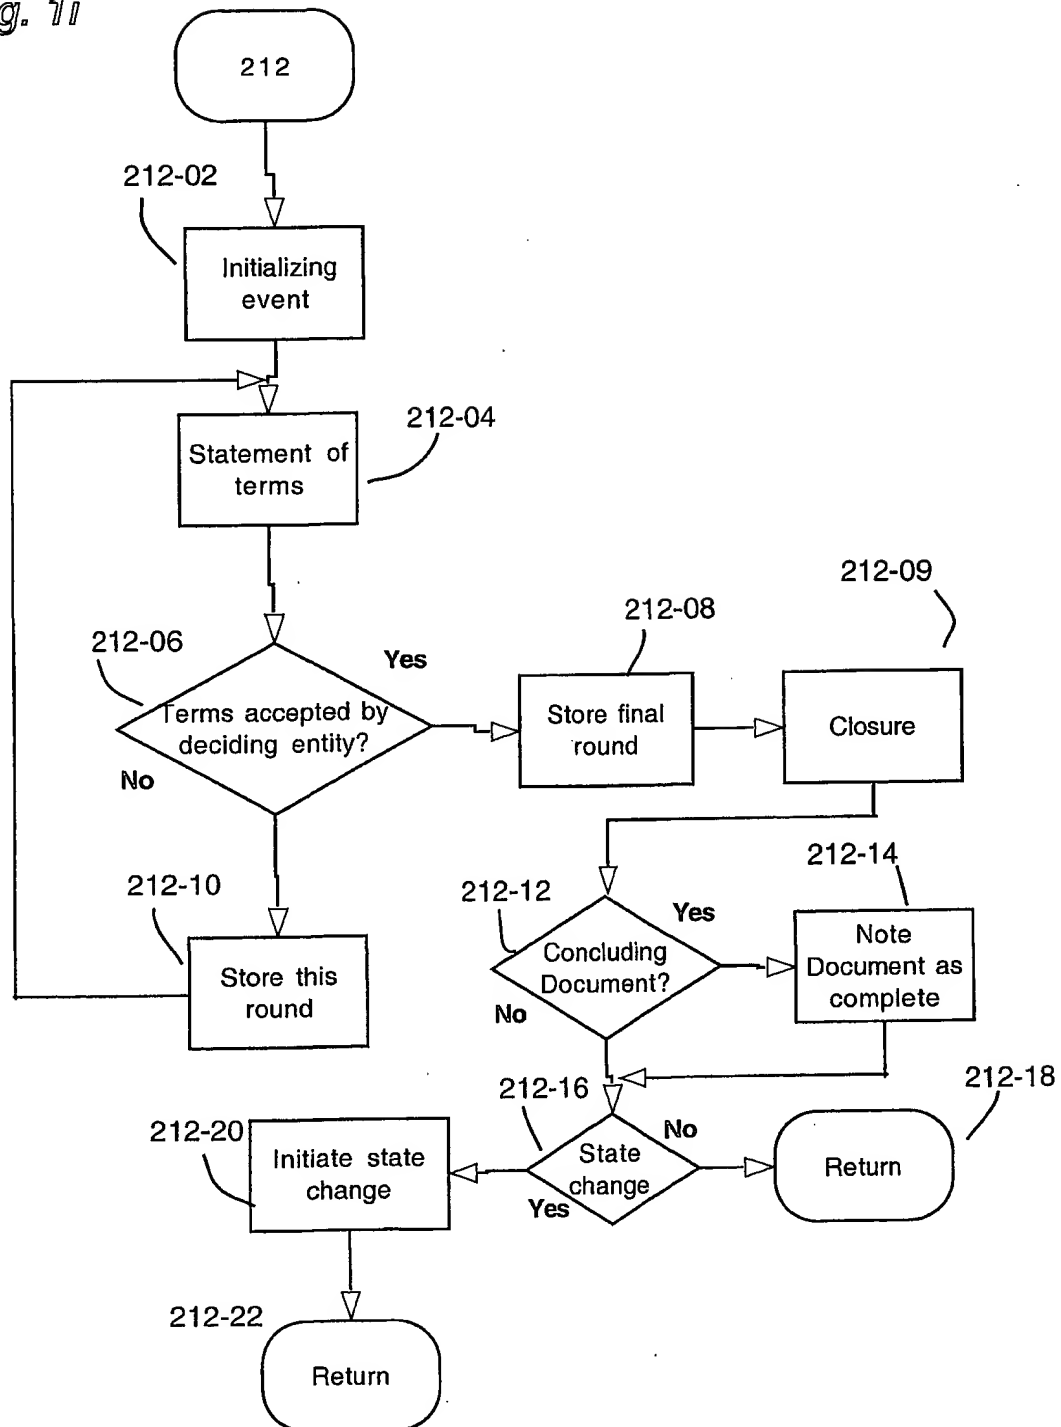 g. 11
212
212-02
Initializing
event
212-04
Statement of
terms
212-06
Yes
Terms accepted by
deciding entity?
No
212-08
Store final
round
212-09
Closure
212-10
Store this
round
212-12
Yes
Concluding
Document?
No
212-14
Note
Document as
complete
212-16
No
State
change
Yes
212-18
Return
212-20
Initiate state
change
212-22
Return